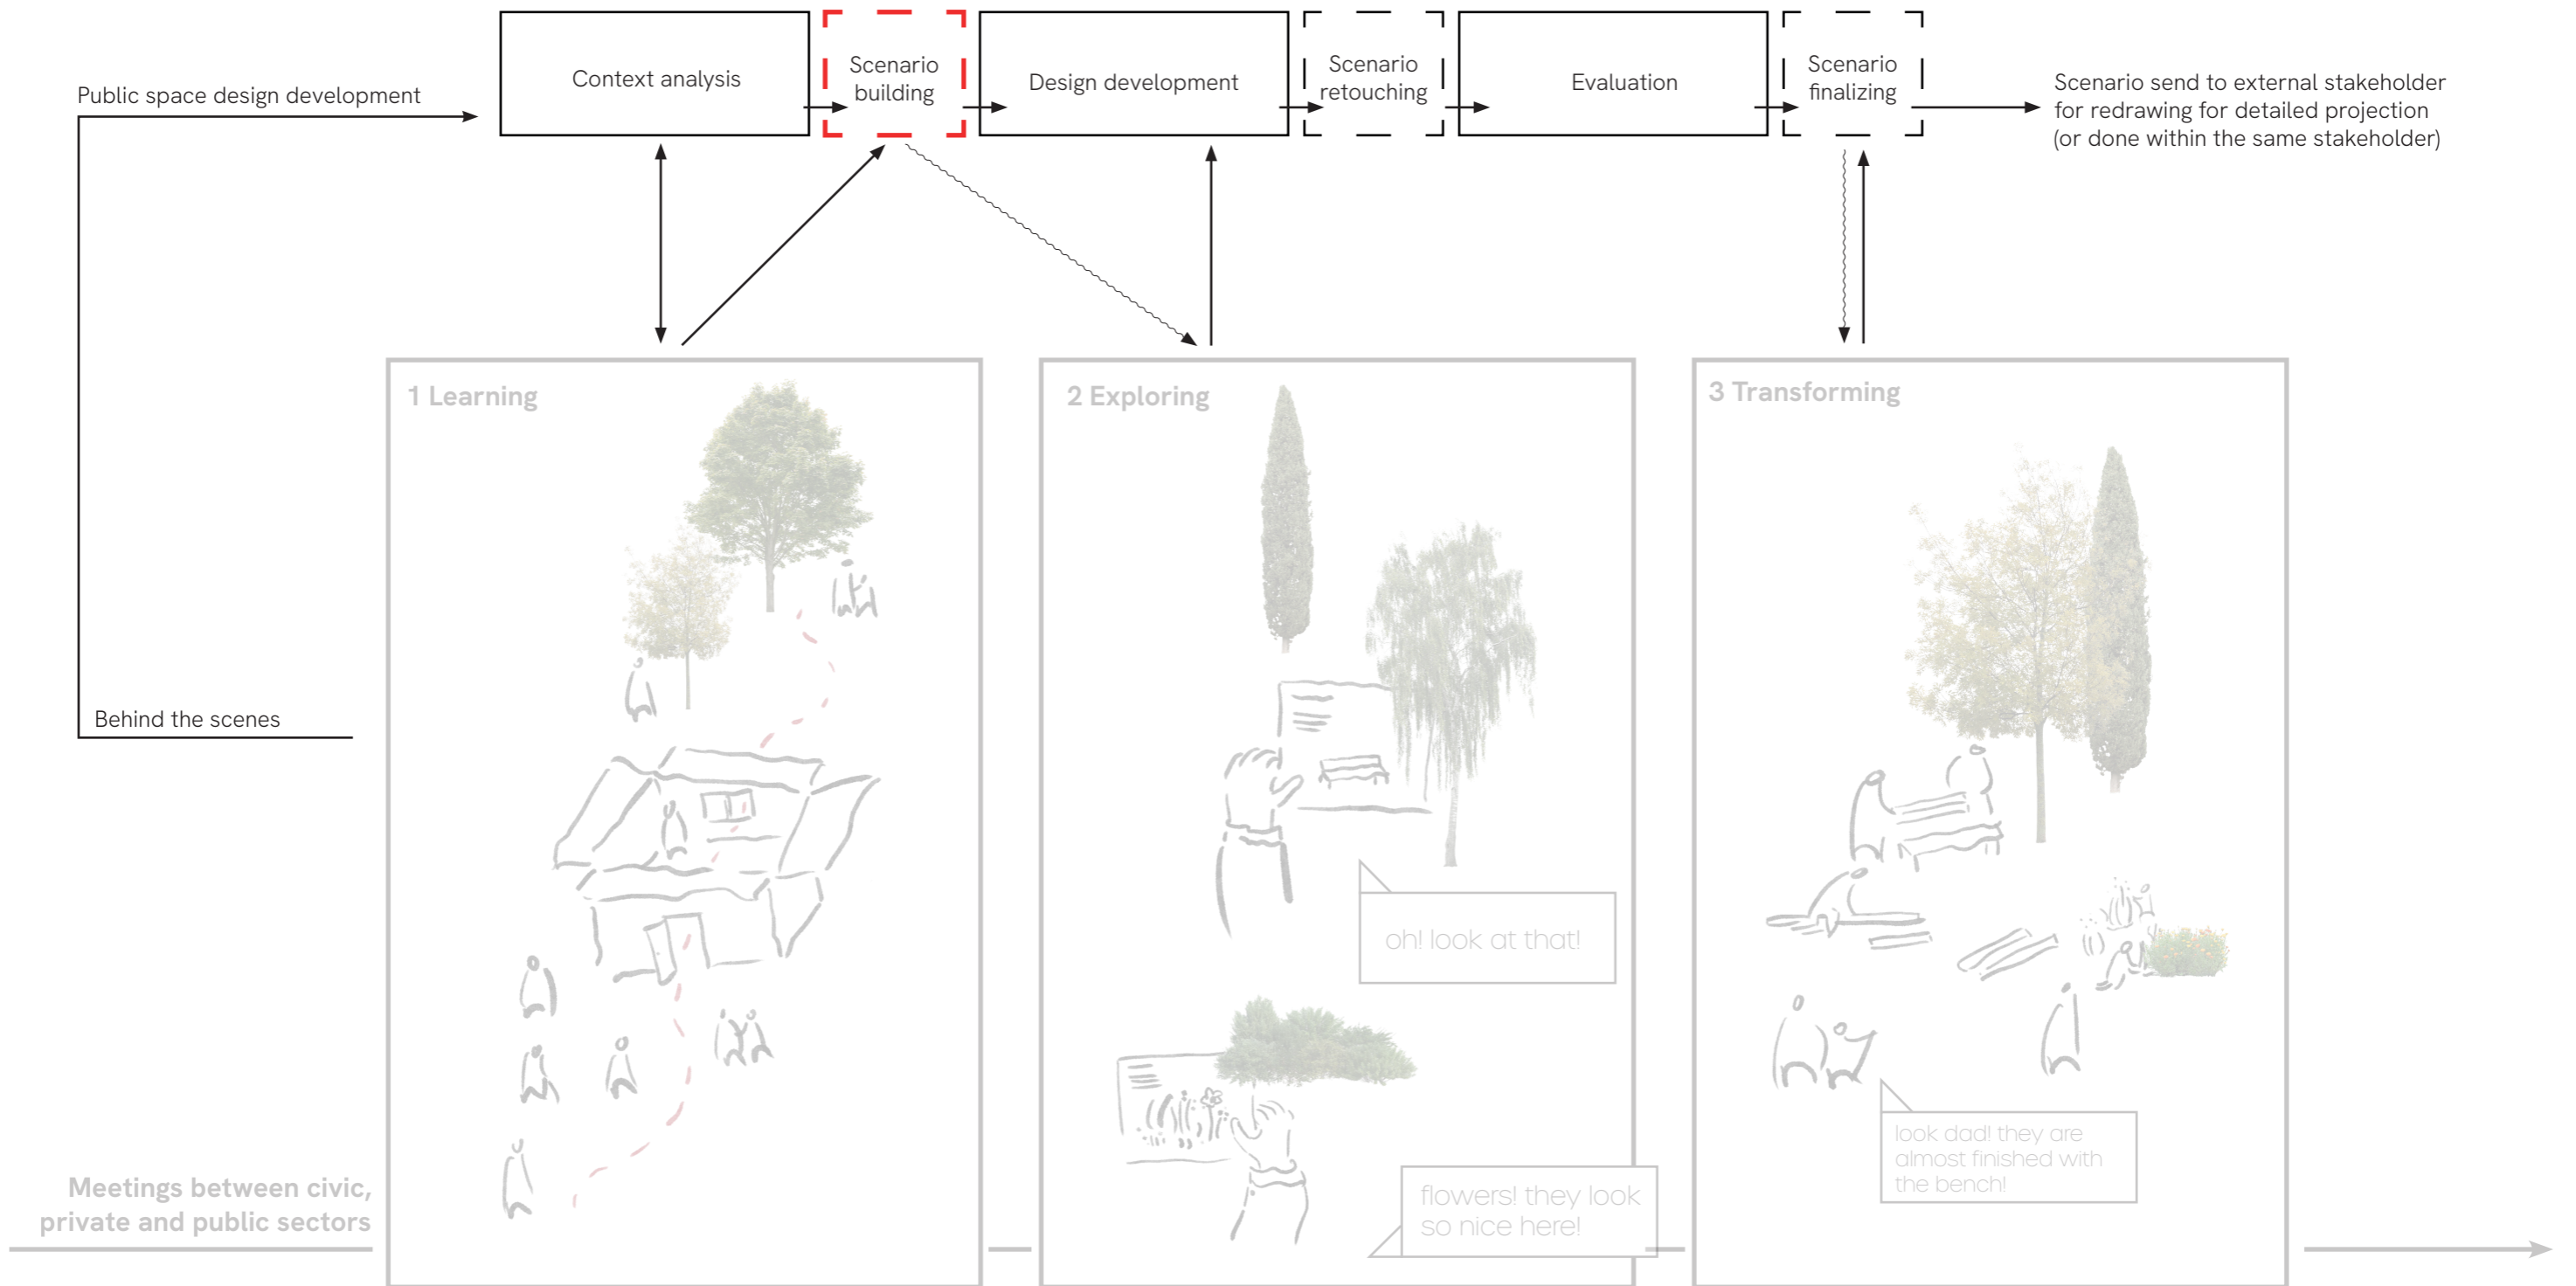 Public space design development
Context analysis
Scenario
building
Design development
Scenario
retouching
Evaluation
Scenario
finalizing
Scenario send to external stakeholder
for redrawing for detailed projection
(or done within the same stakeholder)
Behind the scenes
1 Learning
2 Exploring
oh! look at that!
flowers! they look
so nice here!
3 Transforming
look dad! they are
almost finished with
the bench!
Meetings between civic,
private and public sectors